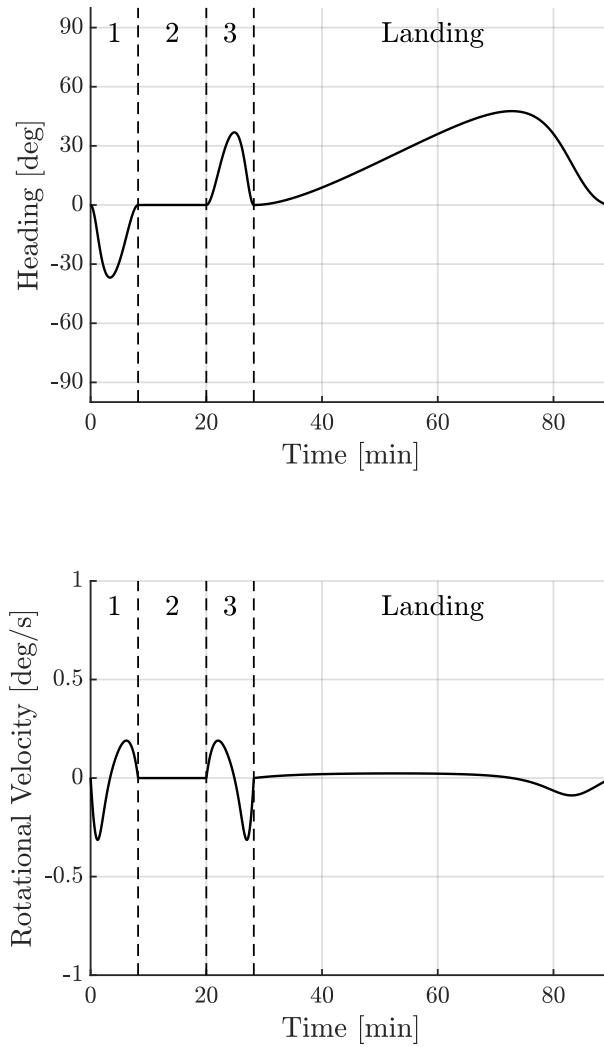 1 2 3 Landing
90
60
30
0
-30
-60
-90
Heading [deg]
0 20 40 60 80
Time [min]
1 2 3 Landing
1
0.5
0
-0.5
-1
Rotational Velocity [deg/s]
0 20 40 60 80
Time [min]